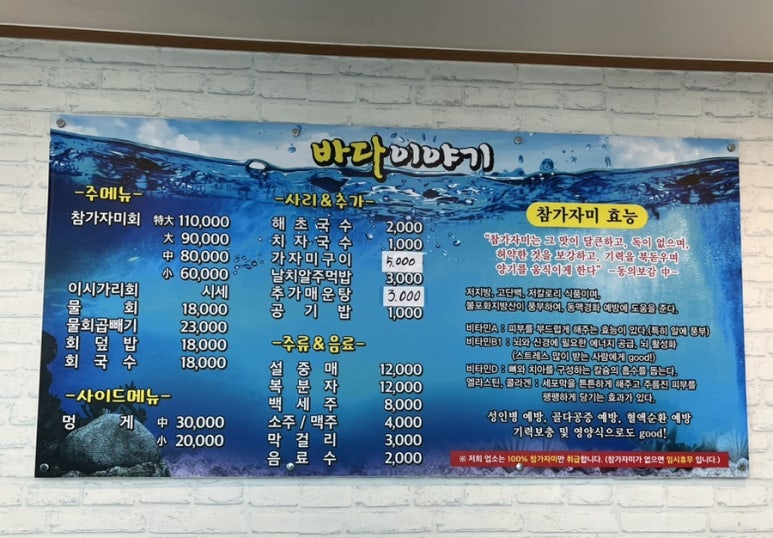 바다이야기
-주메뉴-
참가자미회 特大 110,000
大 90,000
中 80,000
小 60,000
이시가리회 시세
물회 18,000
물회곱빼기 23,000
회덮밥 18,000
회국수 18,000
-사이드메뉴-
멍게 中 30,000
小 20,000
-사리&추가-
해초국수 2,000
치자국수 1,000
가자미구이 5,000
날치알주먹밥 3,000
추가매운탕 3,000
공기밥 1,000
-주류&음료-
설중매 12,000
복분자 12,000
백세주 8,000
소주/맥주 4,000
막걸리 3,000
음료수 2,000
참가자미 효능
"참가자미는 그 맛이 달큰하고, 독이 없으며,
허약한 것을 보강하고, 기력을 북돋우며
양기를 움직이게 한다" -동의보감 中-
저지방, 고단백, 저칼로리 식품이며,
불포화지방산이 풍부하여, 동맥경화 예방에 도움을 준다.
비타민A : 피부를 부드럽게 해주는 효능이 있다.(특히 알에 풍부)
비타민B1 : 뇌와 신경에 필요한 에너지 공급, 뇌 활성화
(스트레스 많이 받는 사람에게 good!)
비타민D : 뼈와 치아를 구성하는 칼슘의 흡수를 돕는다.
엘라스틴, 콜라겐 : 세포막을 튼튼하게 해주고 주름진 피부를
팽팽하게 당기는 효과가 있다.
성인병 예방, 골다공증 예방, 혈액순환 예방
기력보충 및 영양식으로도 good!
※ 저희 업소는 100% 참가자미만 취급합니다. (참가자미가 없으면 임시휴무 입니다.)